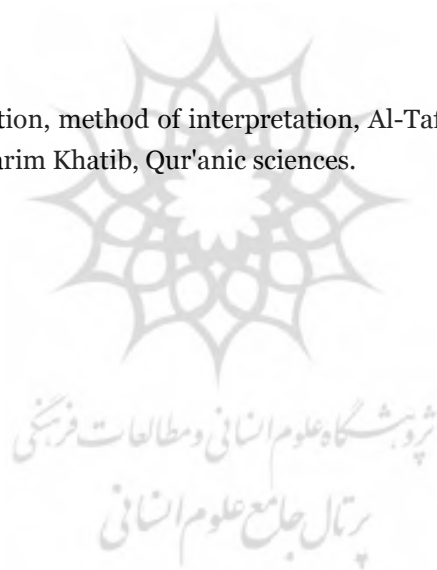 tion, method of interpretation, Al-Taf
arim Khatib, Qur'anic sciences.
پژوهشگاه علوم انسانی و مطالعات فرهنگی
پرتال جامع علوم انسانی